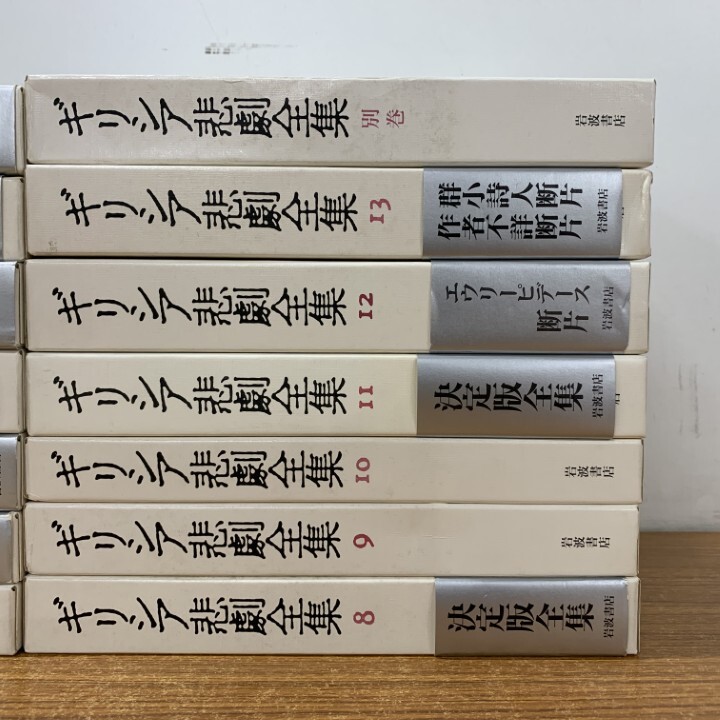 ギリシア悲劇全集 別巻 岩波書店
ギリシア悲劇全集 13
群小詩人断片
作者不詳断片
岩波書店
ギリシア悲劇全集 12
エウリーピデース
断片
岩波書店
ギリシア悲劇全集 11
決定版全集
岩波書店
ギリシア悲劇全集 10 岩波書店
ギリシア悲劇全集 9 岩波書店
ギリシア悲劇全集 8
決定版全集
岩波書店